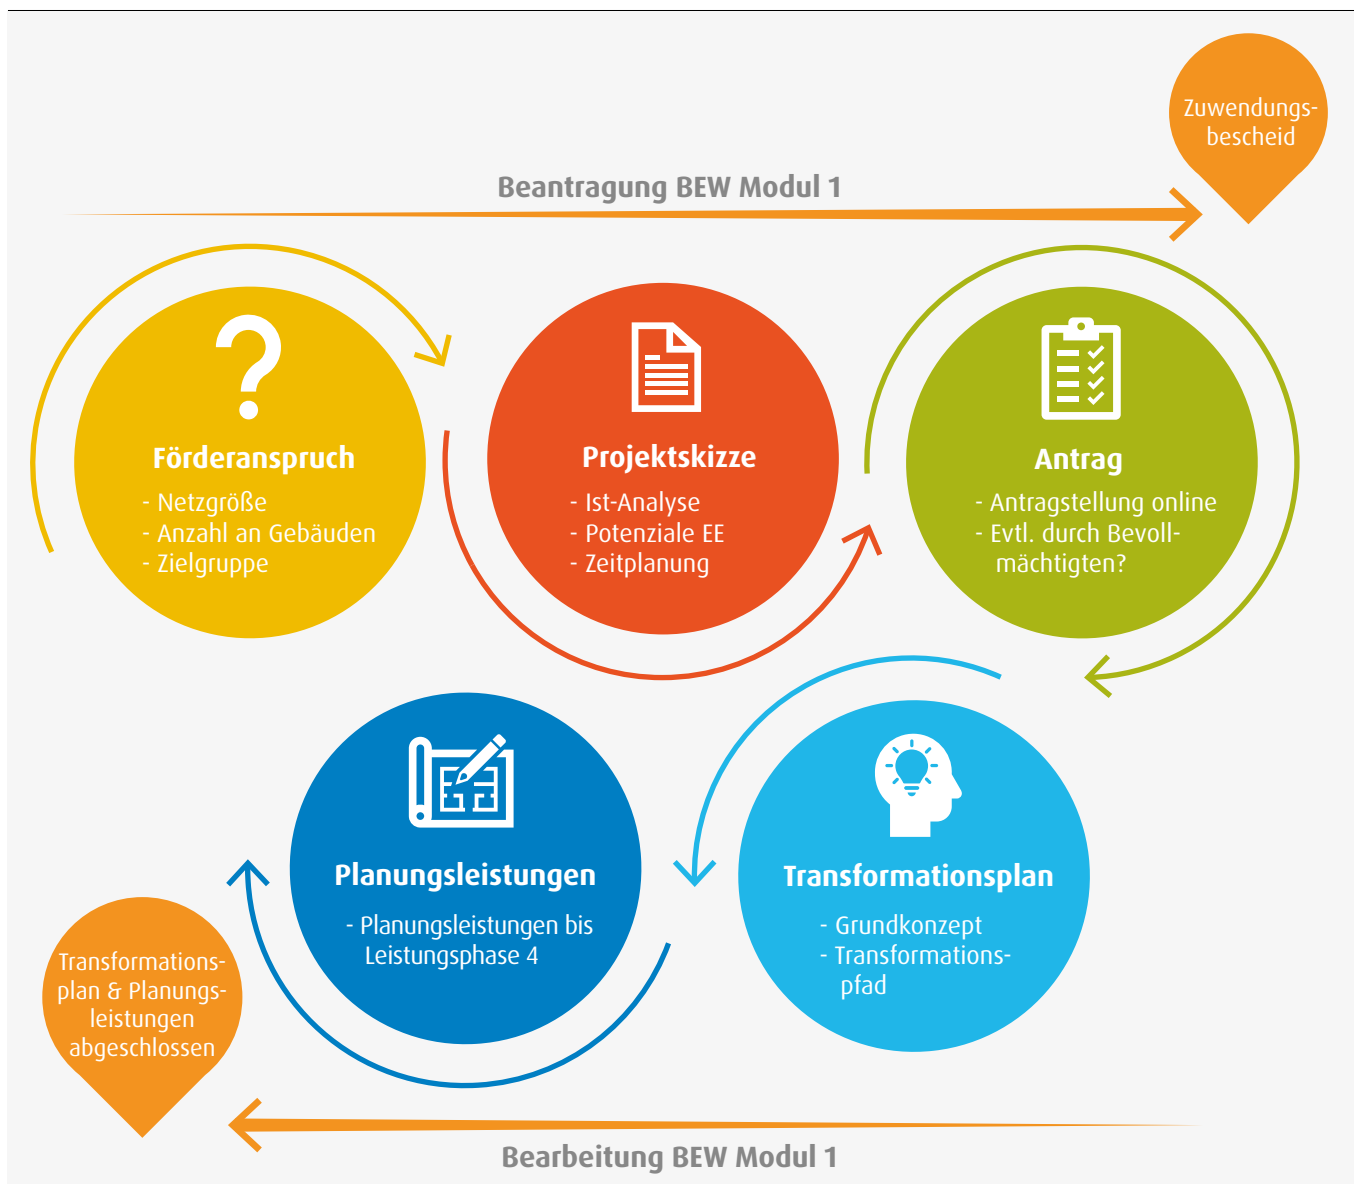 Zuwendungs-
bescheid
Beantragung BEW Modul 1
Förderanspruch
- Netzgröße
- Anzahl an Gebäuden
- Zielgruppe
Projektskizze
- Ist-Analyse
- Potenziale EE
- Zeitplanung
Antrag
- Antragstellung online
- Evtl. durch Bevoll-
mächtigten?
Transformationsplan
- Grundkonzept
- Transformations-
pfad
Planungsleistungen
- Planungsleistungen bis
Leistungsphase 4
Transformations-
plan & Planungs-
leistungen
abgeschlossen
Bearbeitung BEW Modul 1